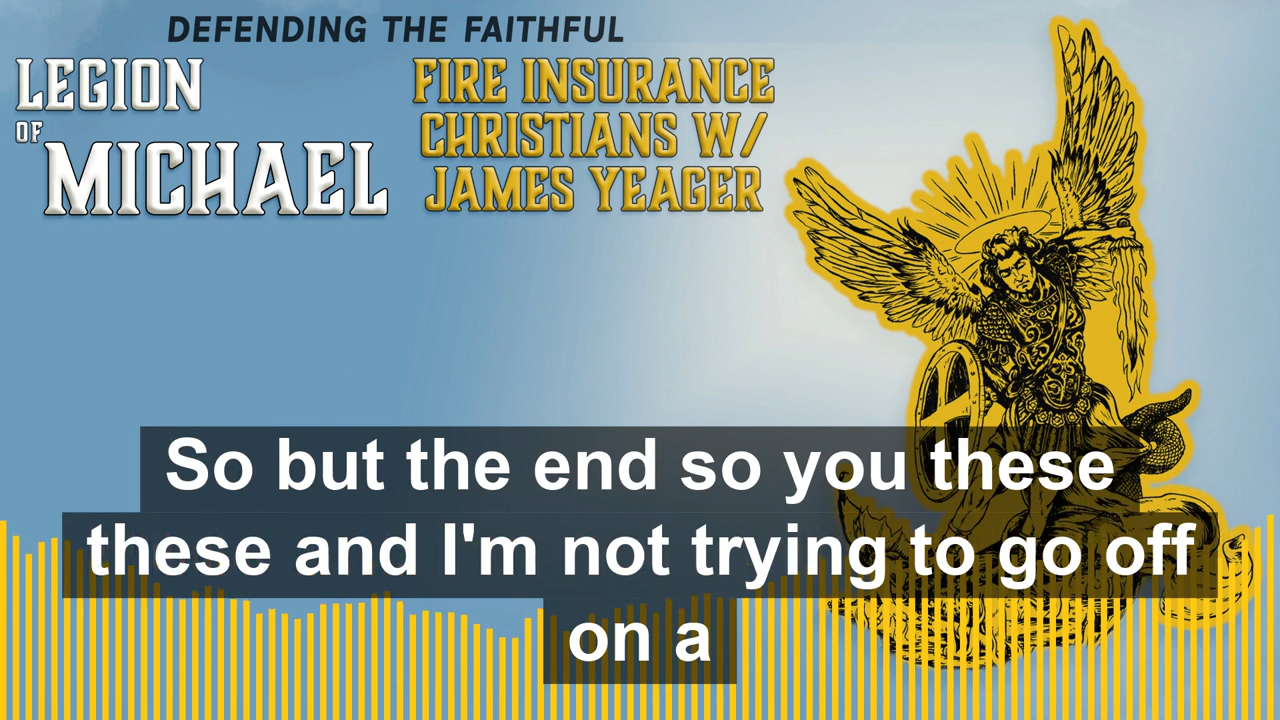 DEFENDING THE FAITHFUL
LEGION
OF
MICHAEL
FIRE INSURANCE
CHRISTIANS W/
JAMES YEAGER
So but the end so you these
these and I'm not trying to go off
on a